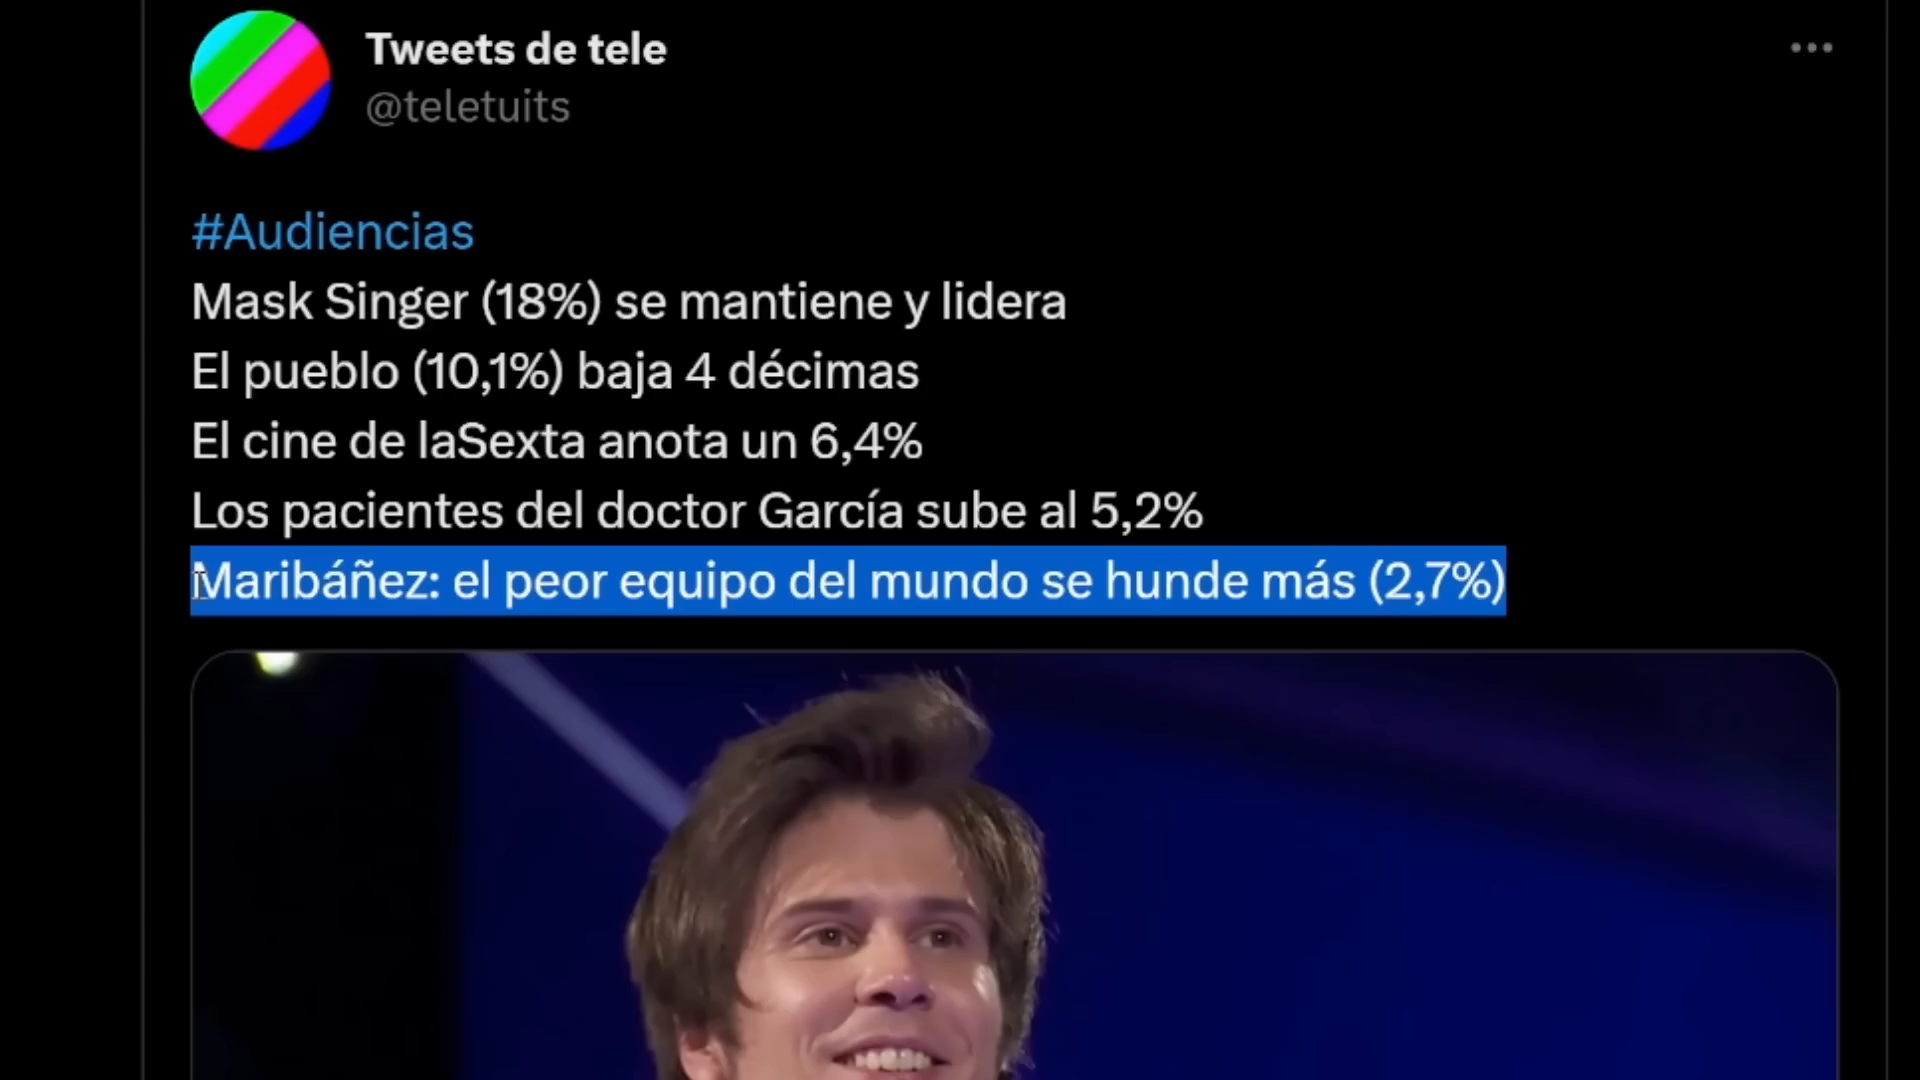 Tweets de tele
@teletuits
#Audiencias
Mask Singer (18%) se mantiene y lidera
El pueblo (10,1%) baja 4 décimas
El cine de laSexta anota un 6,4%
Los pacientes del doctor García sube al 5,2%
Maribáñez: el peor equipo del mundo se hunde más (2,7%)